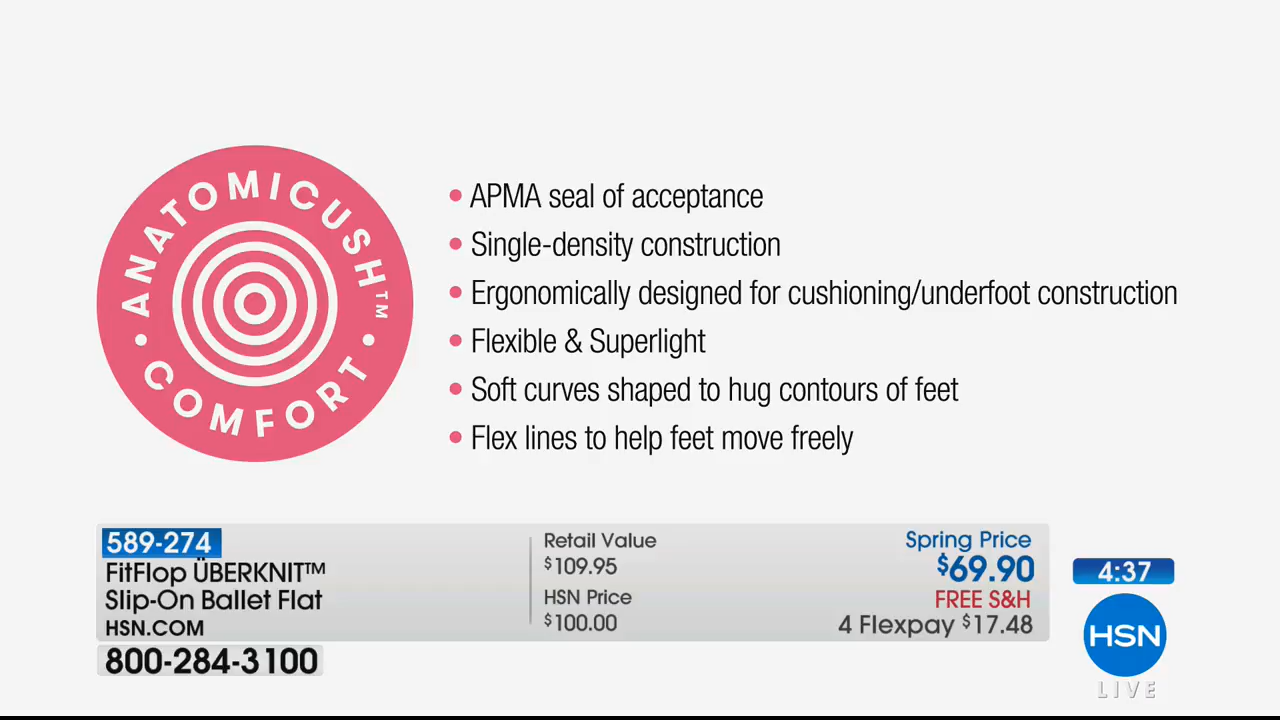 ANATOMICUSH™
• COMFORT •
• APMA seal of acceptance
• Single-density construction
• Ergonomically designed for cushioning/underfoot construction
• Flexible & Superlight
• Soft curves shaped to hug contours of feet
• Flex lines to help feet move freely
589-274
FitFlop ÜBERKNIT™
Slip-On Ballet Flat
HSN.COM
800-284-3100
Retail Value
$109.95
HSN Price
$100.00
Spring Price
$69.90
FREE S&H
4 Flexpay $17.48
4:37
HSN
LIVE